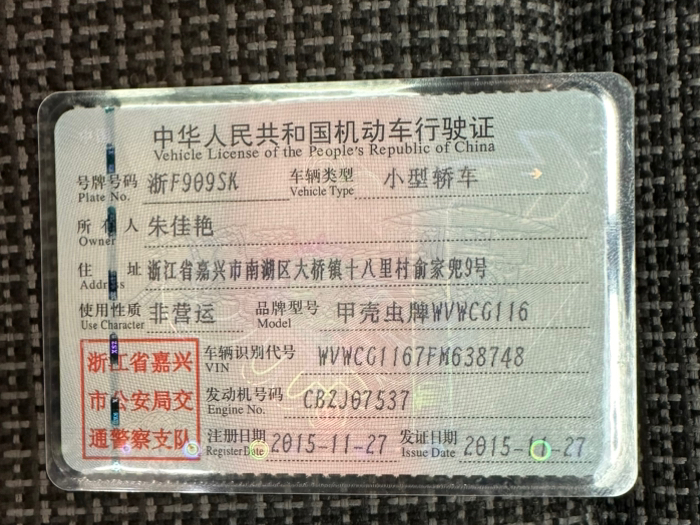 中华人民共和国机动车行驶证
Vehicle License of the People's Republic of China
号牌号码 浙F909SK 车辆类型 小型轿车
Plate No. Vehicle Type
所有人 朱佳艳
Owner
住址 浙江省嘉兴市南湖区大桥镇十八里村俞家兜9号
Address
使用性质 非营运 品牌型号 甲壳虫牌WVWCG116
Use Character Model
浙江省嘉兴
市公安局交
通警察支队
车辆识别代号 WVWCG1167FM638748
VIN
发动机号码 CBZJ07537
Engine No.
注册日期 2015-11-27 发证日期 2015-11-27
Register Date Issue Date